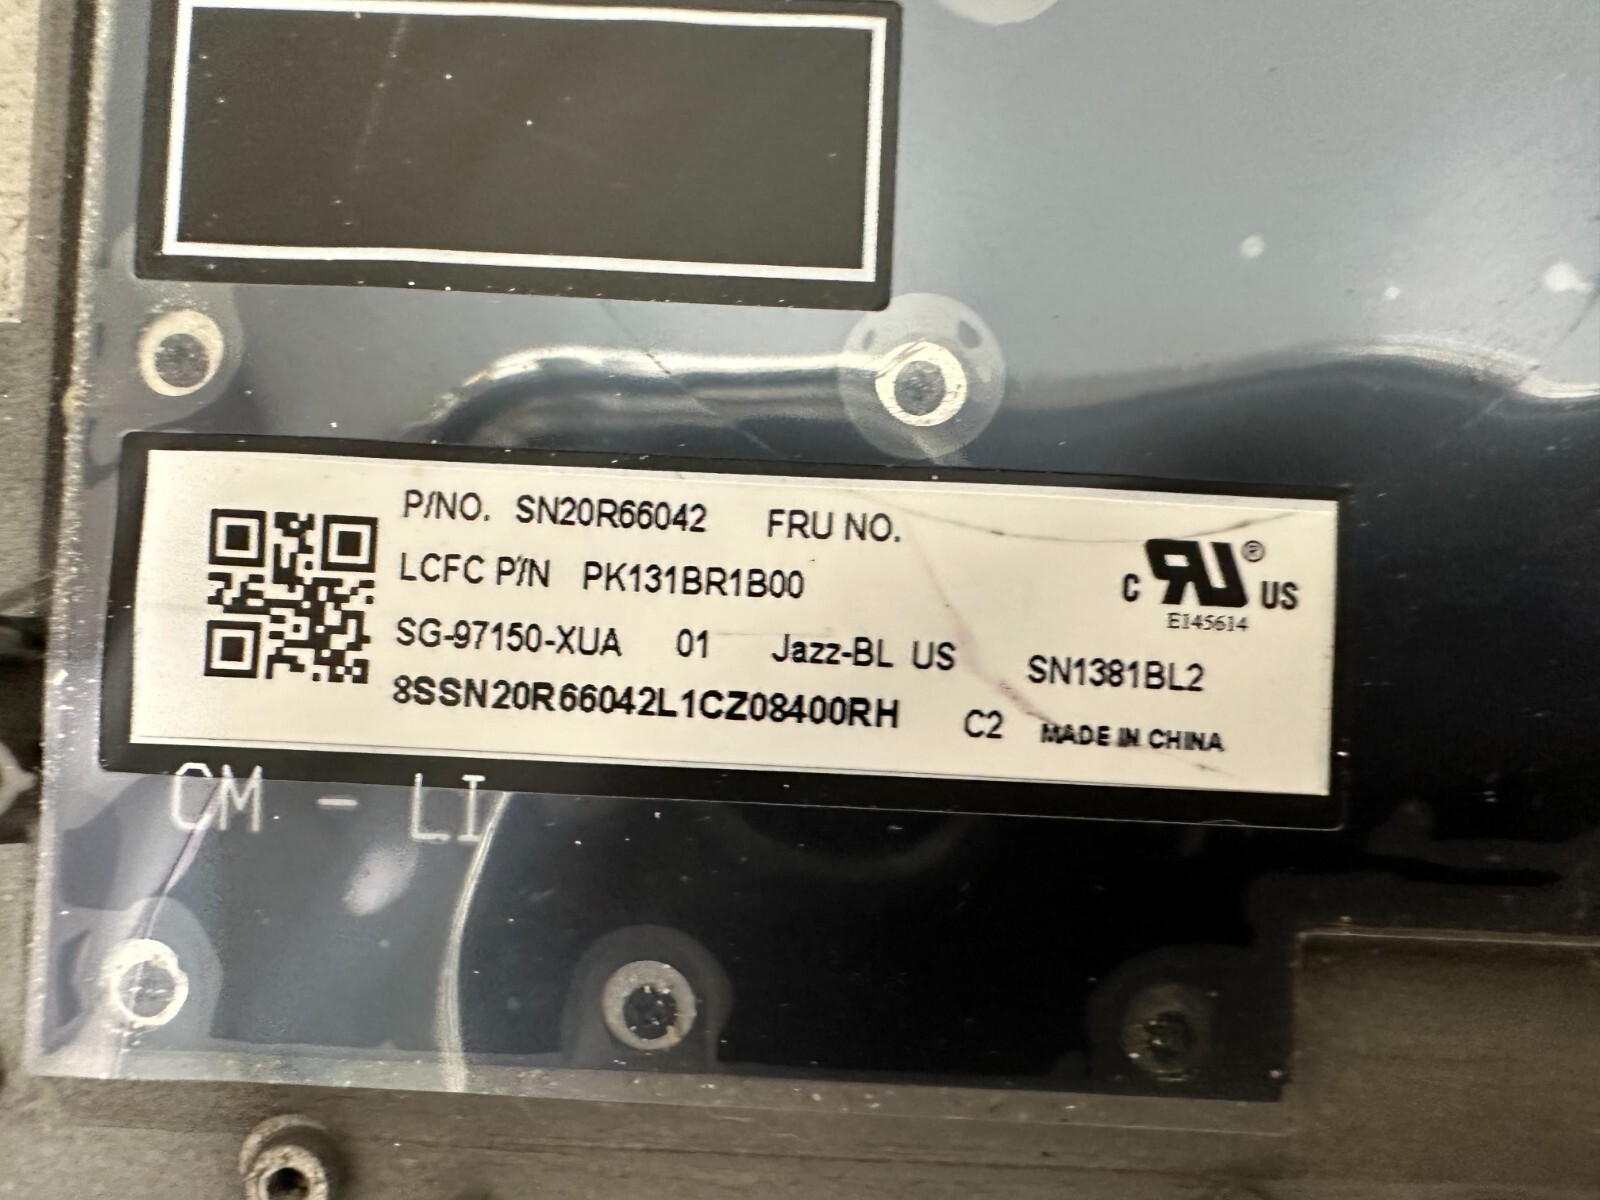 P/NO. SN20R66042 FRU NO.
LCFC P/N PK131BR1B00
C RU ® US
E145614
SG-97150-XUA 01 Jazz-BL US SN1381BL2
8SSN20R66042L1CZ08400RH C2 MADE IN CHINA
CM - LI